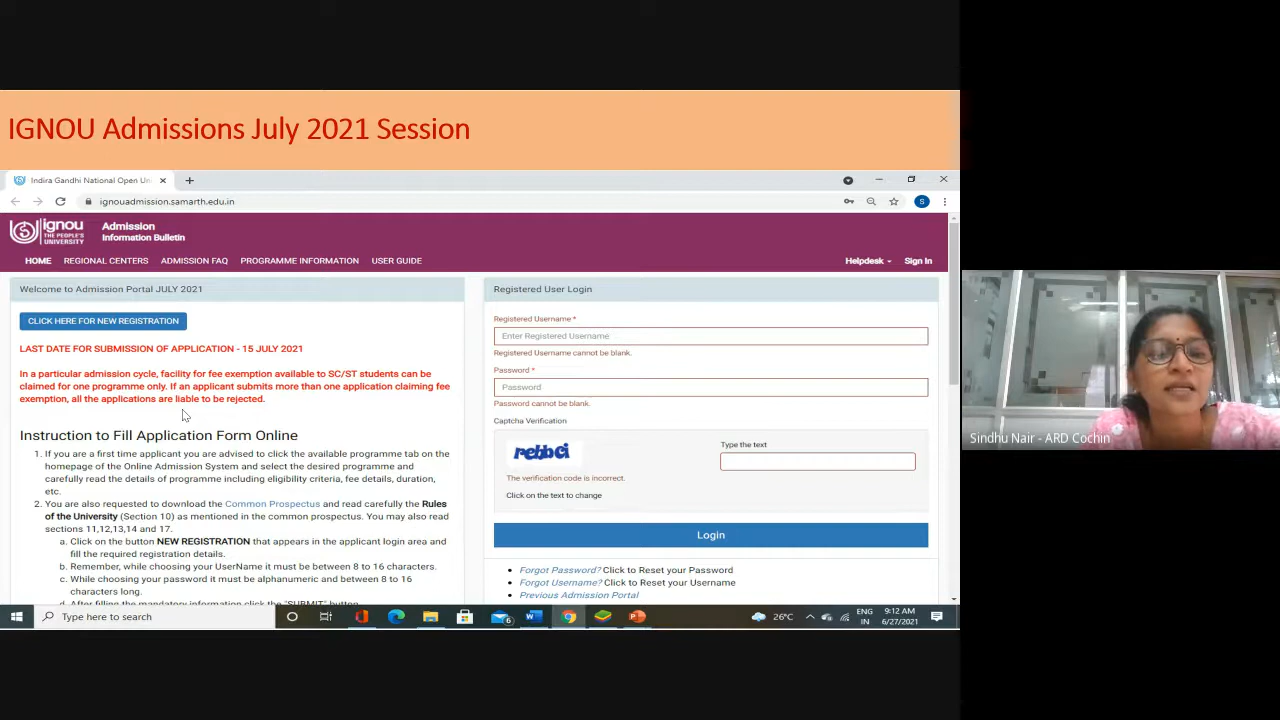 IGNOU Admissions July 2021 Session
Indira Gandhi National Open Un
ignouadmission.samarth.edu.in
S
ignou
THE PEOPLE'S
UNIVERSITY
Admission
Information Bulletin
HOME REGIONAL CENTERS ADMISSION FAQ PROGRAMME INFORMATION USER GUIDE Helpdesk Sign In
Welcome to Admission Portal JULY 2021
CLICK HERE FOR NEW REGISTRATION
LAST DATE FOR SUBMISSION OF APPLICATION - 15 JULY 2021
In a particular admission cycle, facility for fee exemption available to SC/ST students can be
claimed for one programme only. If an applicant submits more than one application claiming fee
exemption, all the applications are liable to be rejected.
Instruction to Fill Application Form Online
1. If you are a first time applicant you are advised to click the available programme tab on the
homepage of the Online Admission System and select the desired programme and
carefully read the details of programme including eligibility criteria, fee details, duration,
etc.
2. You are also requested to download the Common Prospectus and read carefully the Rules
of the University (Section 10) as mentioned in the common prospectus. You may also read
sections 11,12,13,14 and 17.
a. Click on the button NEW REGISTRATION that appears in the applicant login area and
fill the required registration details.
b. Remember, while choosing your UserName it must be between 8 to 16 characters.
c. While choosing your password it must be alphanumeric and between 8 to 16
characters long.
d. After filling the mandatory information click the "SUBMIT" button.
Registered User Login
Registered Username *
Enter Registered Username
Registered Username cannot be blank.
Password *
Password
Password cannot be blank.
Captcha Verification
rehbci
Type the text
The verification code is incorrect.
Click on the text to change
Login
Forgot Password? Click to Reset your Password
Forgot Username? Click to Reset your Username
Previous Admission Portal
Sindhu Nair - ARD Cochin
Type here to search
6
26°C
ENG
IN
9:12 AM
6/27/2021